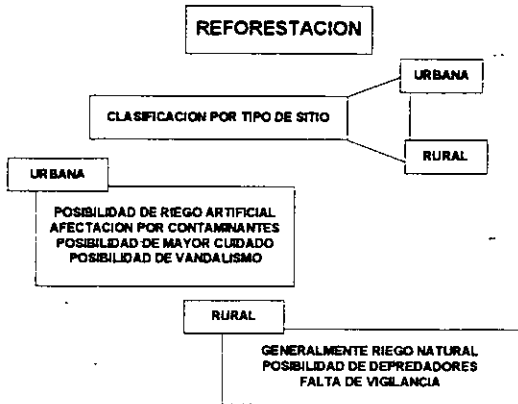 REFORESTACION
URBANA
CLASIFICACION POR TIPO DE SITIO
RURAL
URBANA
POSIBILIDAD DE RIEGO ARTIFICIAL
AFECTACION POR CONTAMINANTES
POSIBILIDAD DE MAYOR CUIDADO
POSIBILIDAD DE VANDALISMO
RURAL
GENERALMENTE RIEGO NATURAL
POSIBILIDAD DE DEPREDADORES
FALTA DE VIGILANCIA